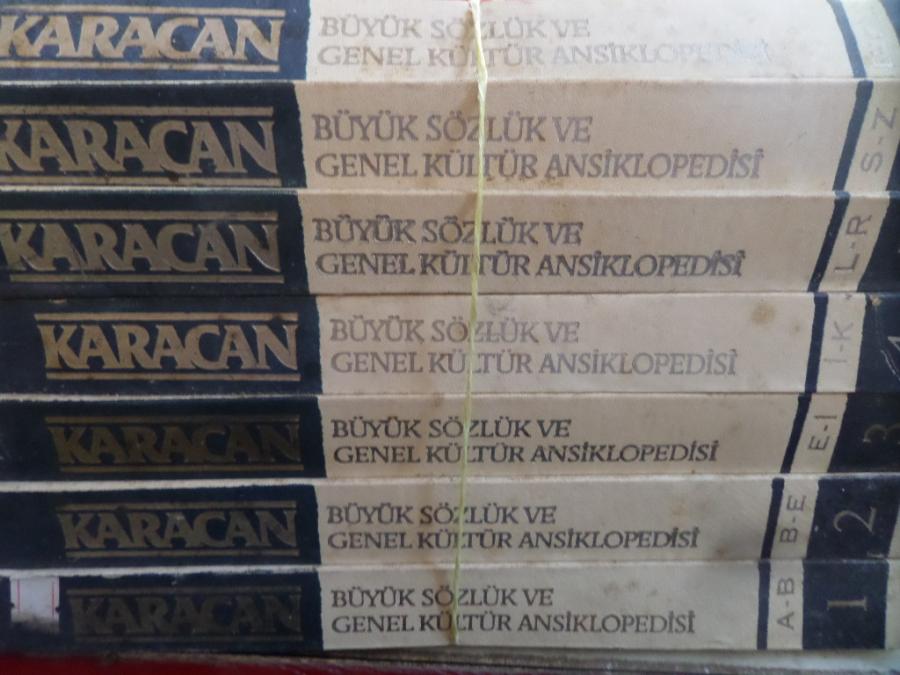 KARACAN
BÜYÜK SÖZLÜK VE
GENEL KÜLTÜR ANSİKLOPEDİSİ
KARACAN
BÜYÜK SÖZLÜK VE
GENEL KÜLTÜR ANSİKLOPEDİSİ
S-Z
KARACAN
BÜYÜK SÖZLÜK VE
GENEL KÜLTÜR ANSİKLOPEDİSİ
L-R
KARACAN
BÜYÜK SÖZLÜK VE
GENEL KÜLTÜR ANSİKLOPEDİSİ
İ-K
4
KARACAN
BÜYÜK SÖZLÜK VE
GENEL KÜLTÜR ANSİKLOPEDİSİ
E-I
3
KARACAN
BÜYÜK SÖZLÜK VE
GENEL KÜLTÜR ANSİKLOPEDİSİ
B-E
2
KARACAN
BÜYÜK SÖZLÜK VE
GENEL KÜLTÜR ANSİKLOPEDİSİ
A-B
1